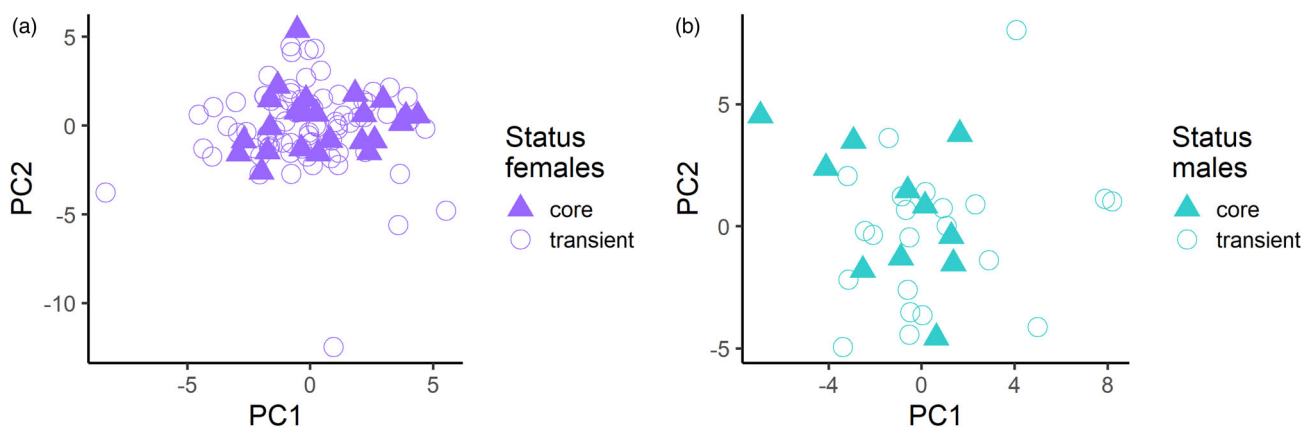 (a)
5
0
-5
-10
PC2
-5
0
5
PC1
Status
females
core
transient
(b)
5
0
-5
PC2
-4
0
4
8
PC1
Status
males
core
transient